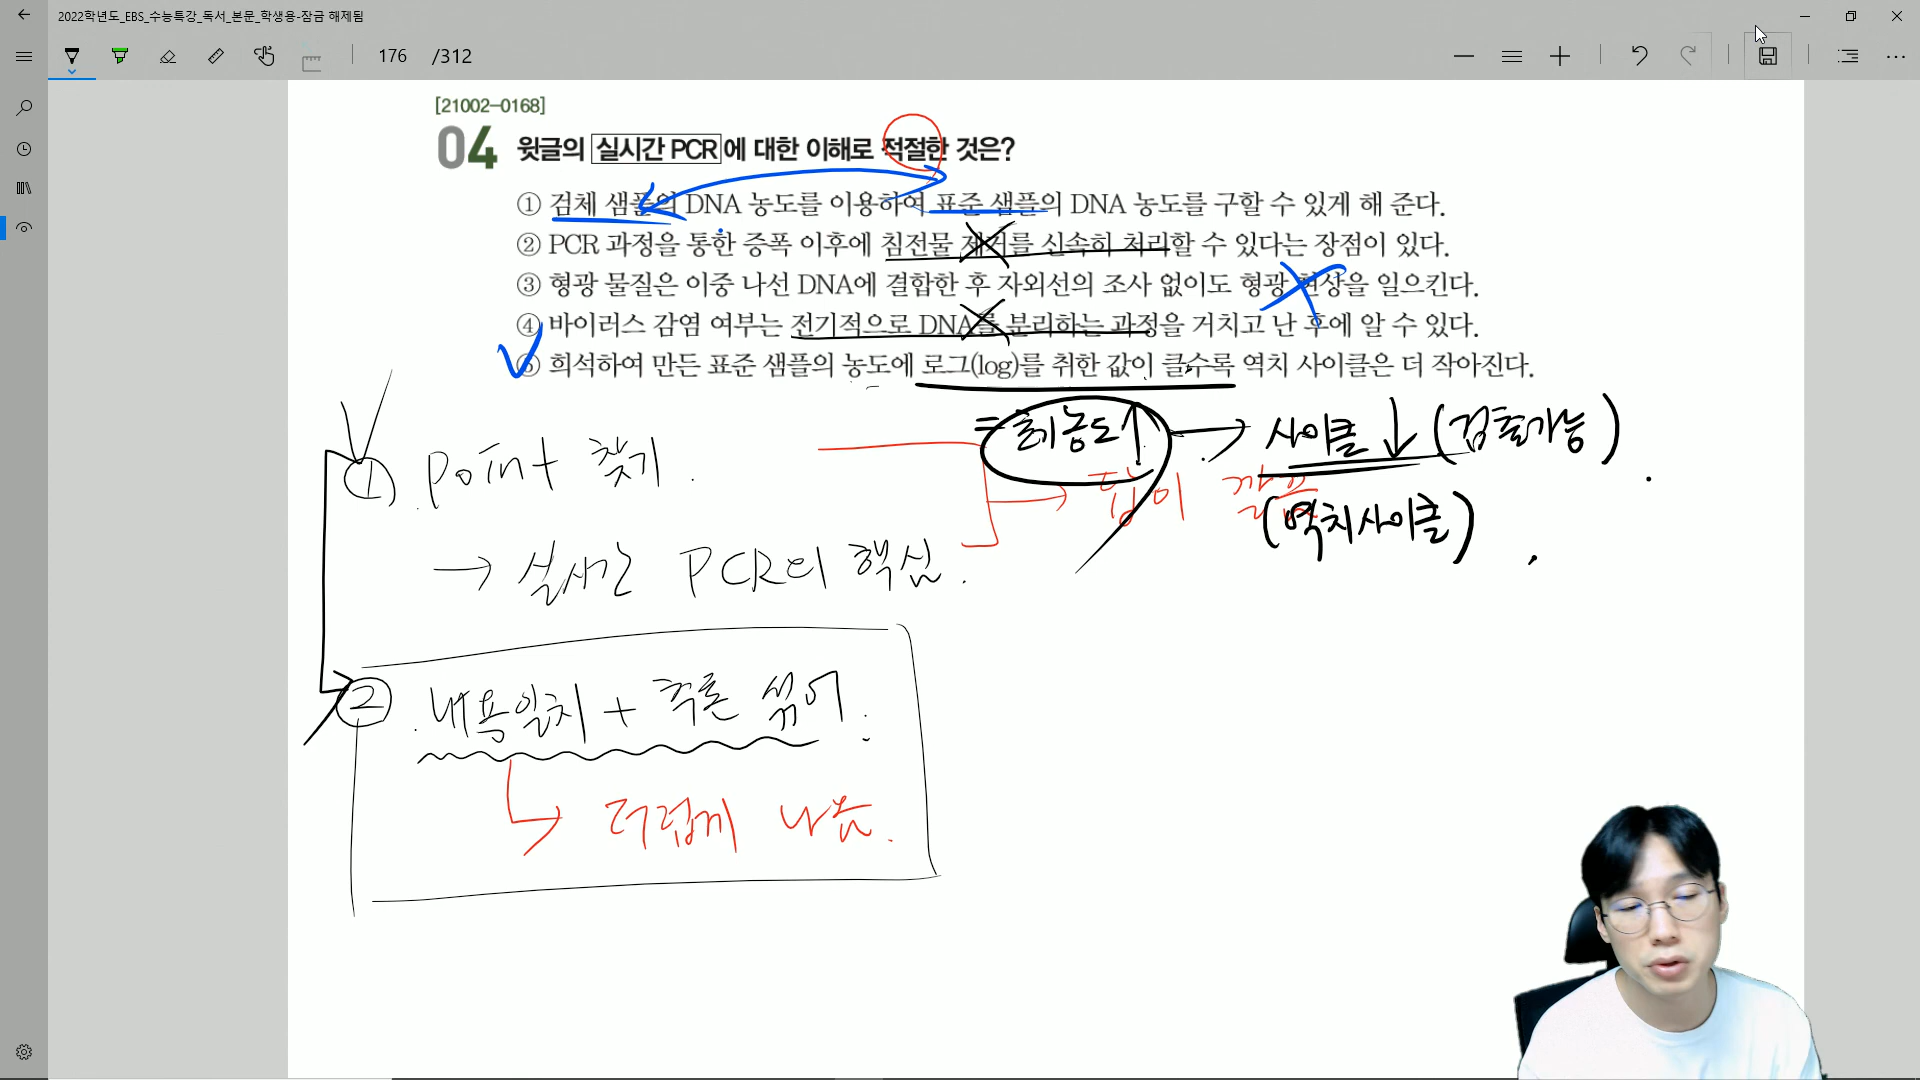 2022학년도_EBS_수능특강_독서_본문_학생용-잠금 해제됨
176 /312
[21002-0168]
04 윗글의 실시간 PCR에 대한 이해로 적절한 것은?
① 검체 샘플의 DNA 농도를 이용하여 표준 샘플의 DNA 농도를 구할 수 있게 해 준다.
② PCR 과정을 통한 증폭 이후에 침전물 제거를 신속히 처리할 수 있다는 장점이 있다.
③ 형광 물질은 이중 나선 DNA에 결합한 후 자외선의 조사 없이도 형광 현상을 일으킨다.
④ 바이러스 감염 여부는 전기적으로 DNA를 분리하는 과정을 거치고 난 후에 알 수 있다.
⑤ 희석하여 만든 표준 샘플의 농도에 로그(log)를 취한 값이 클수록 역치 사이클은 더 작아진다.
농도↑ → 사이클↓ (검출가능)
① point 찾기.
답이 깔끔
(역치사이클)
→ 실시간 PCR의 핵심.
② 내용일치 + 추론 섞어.
더럽게 나옴.